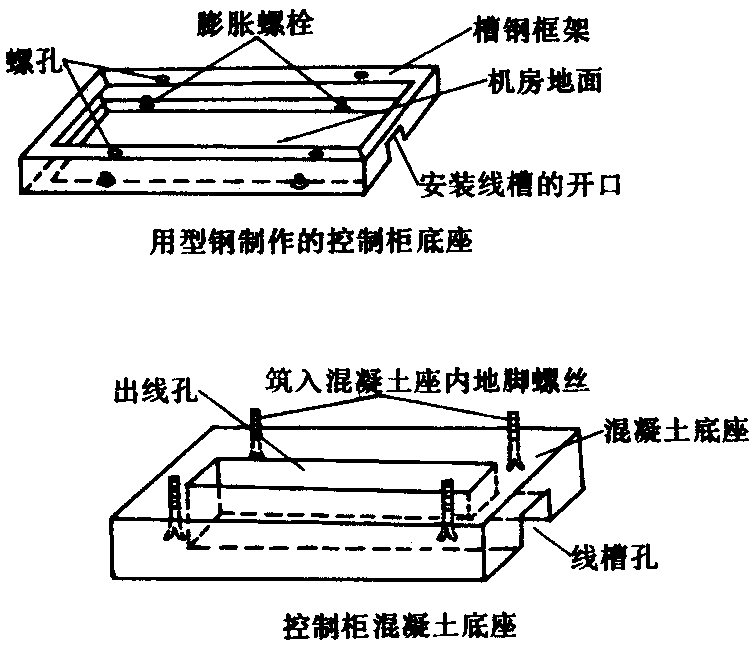 膨胀螺栓
槽钢框架
螺孔
机房地面
安装线槽的开口
用型钢制作的控制柜底座
出线孔
筑入混凝土座内地脚螺丝
混凝土底座
线槽孔
控制柜混凝土底座